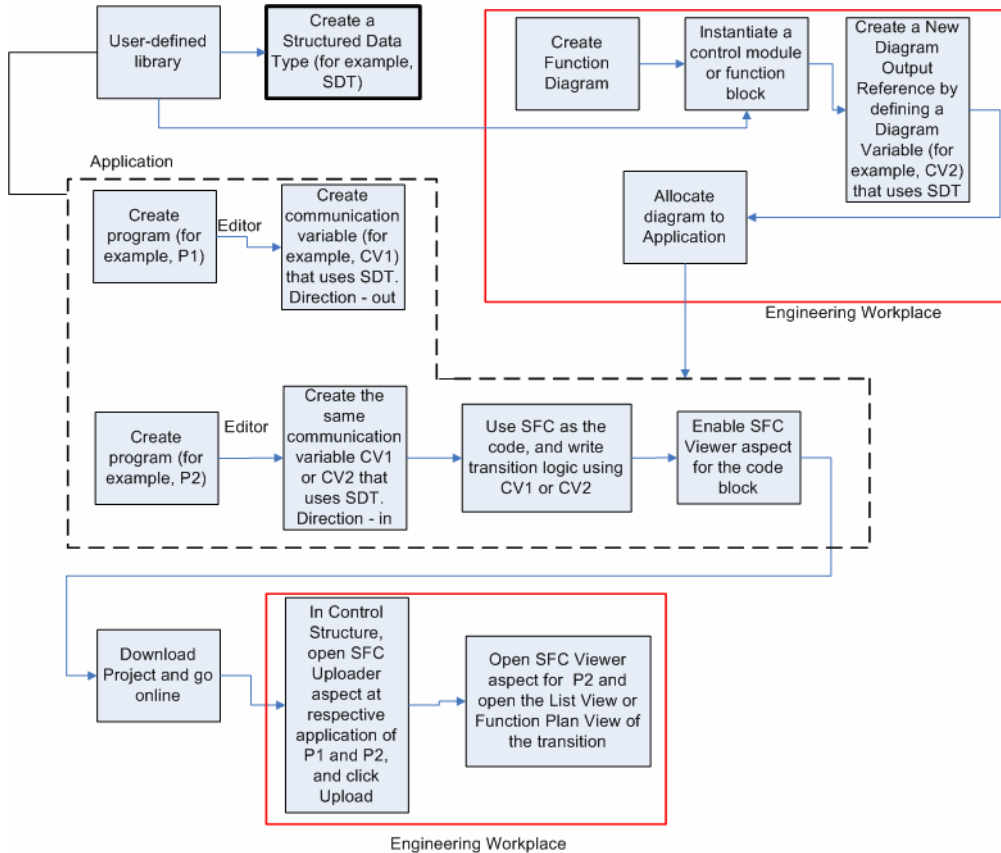 User-defined
library
Create a
Structured Data
Type (for example,
SDT)
Create
Function
Diagram
Instantiate a
control module
or function
block
Create a New
Diagram
Output
Reference by
defining a
Diagram
Variable (for
example, CV2)
that uses SDT
Allocate
diagram to
Application
Engineering Workplace
Application
Create
program (for
example, P1)
Editor
Create
communication
variable (for
example, CV1)
that uses SDT.
Direction - out
Create
program (for
example, P2)
Editor
Create the
same
communication
variable CV1
or CV2 that
uses SDT.
Direction - in
Use SFC as the
code, and write
transition logic using
CV1 or CV2
Enable SFC
Viewer aspect
for the code
block
Download
Project and go
online
In Control
Structure,
open SFC
Uploader
aspect at
respective
application of
P1 and P2,
and click
Upload
Open SFC Viewer
aspect for P2 and
open the List View or
Function Plan View of
the transition
Engineering Workplace